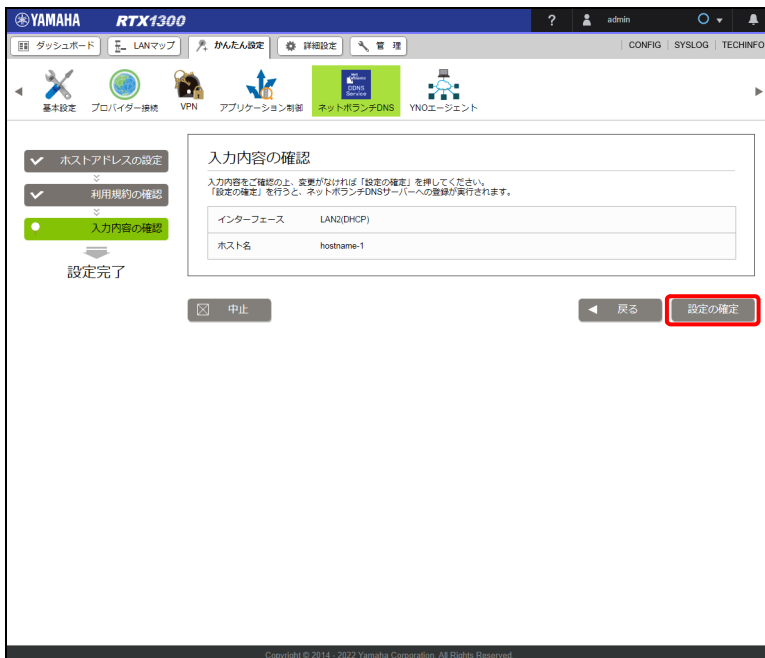 YAMAHA RTX1300 ? admin
ダッシュボード LANマップ かんたん設定 詳細設定 管 理 CONFIG SYSLOG TECHINFO
DDNS
Service
基本設定 プロバイダー接続 VPN アプリケーション制御 ネットボランチDNS YNOエージェント
ホストアドレスの設定
利用規約の確認
入力内容の確認
設定完了
入力内容の確認
入力内容をご確認の上、変更がなければ「設定の確定」を押してください。
「設定の確定」を行うと、ネットボランチDNSサーバーへの登録が実行されます。
インターフェース LAN2(DHCP)
ホスト名 hostname-1
中止 戻る 設定の確定
Copyright © 2014 - 2022 Yamaha Corporation. All Rights Reserved.